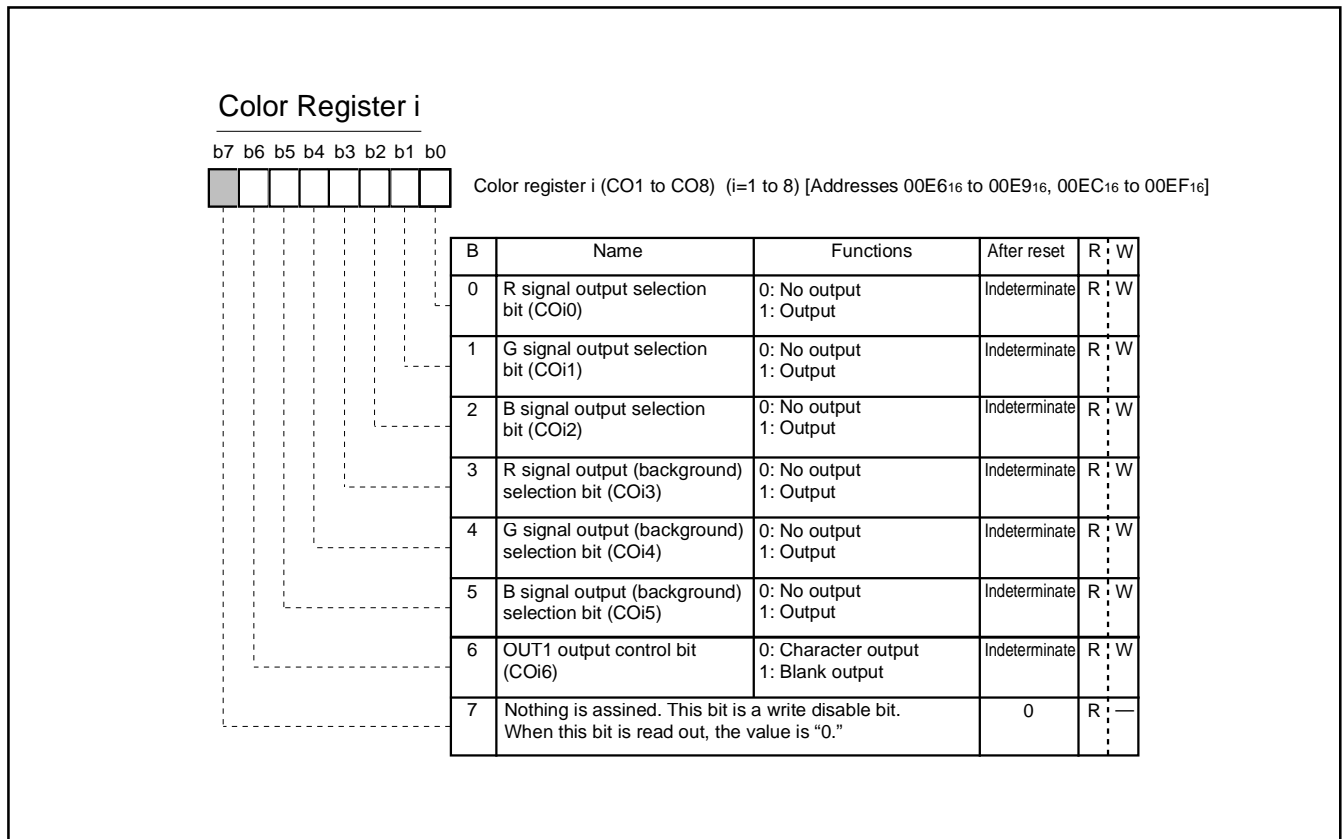 Color Register i
b7 b6 b5 b4 b3 b2 b1 b0
Color register i (CO1 to CO8) (i=1 to 8) [Addresses 00E616 to 00E916, 00EC16 to 00EF16]
B Name Functions After reset R W
0 R signal output selection 0: No output Indeterminate R W
bit (COi0) 1: Output
1 G signal output selection 0: No output Indeterminate R W
bit (COi1) 1: Output
2 B signal output selection 0: No output Indeterminate R W
bit (COi2) 1: Output
3 R signal output (background) 0: No output Indeterminate R W
selection bit (COi3) 1: Output
4 G signal output (background) 0: No output Indeterminate R W
selection bit (COi4) 1: Output
5 B signal output (background) 0: No output Indeterminate R W
selection bit (COi5) 1: Output
6 OUT1 output control bit 0: Character output Indeterminate R W
(COi6) 1: Blank output
7 Nothing is assined. This bit is a write disable bit. 0 R —
When this bit is read out, the value is “0.”